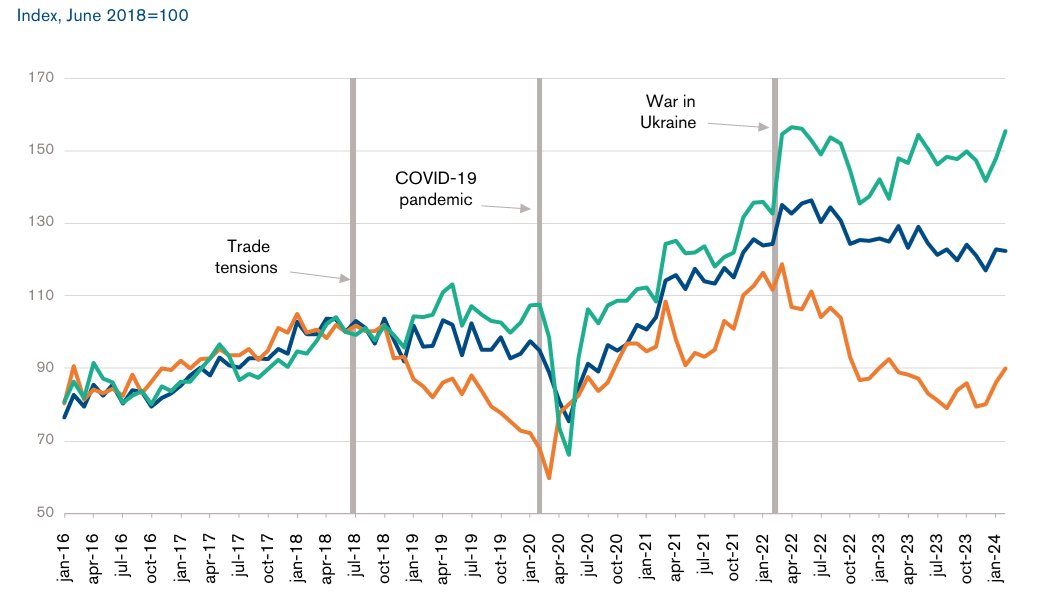 Index, June 2018=100
170
150
130
110
90
70
50
Trade
tensions
COVID-19
pandemic
War in
Ukraine
jan-16
apr-16
jul-16
oct-16
jan-17
apr-17
jul-17
oct-17
jan-18
apr-18
jul-18
oct-18
jan-19
apr-19
jul-19
oct-19
jan-20
apr-20
jul-20
oct-20
jan-21
apr-21
jul-21
oct-21
jan-22
apr-22
jul-22
oct-22
jan-23
apr-23
jul-23
oct-23
jan-24